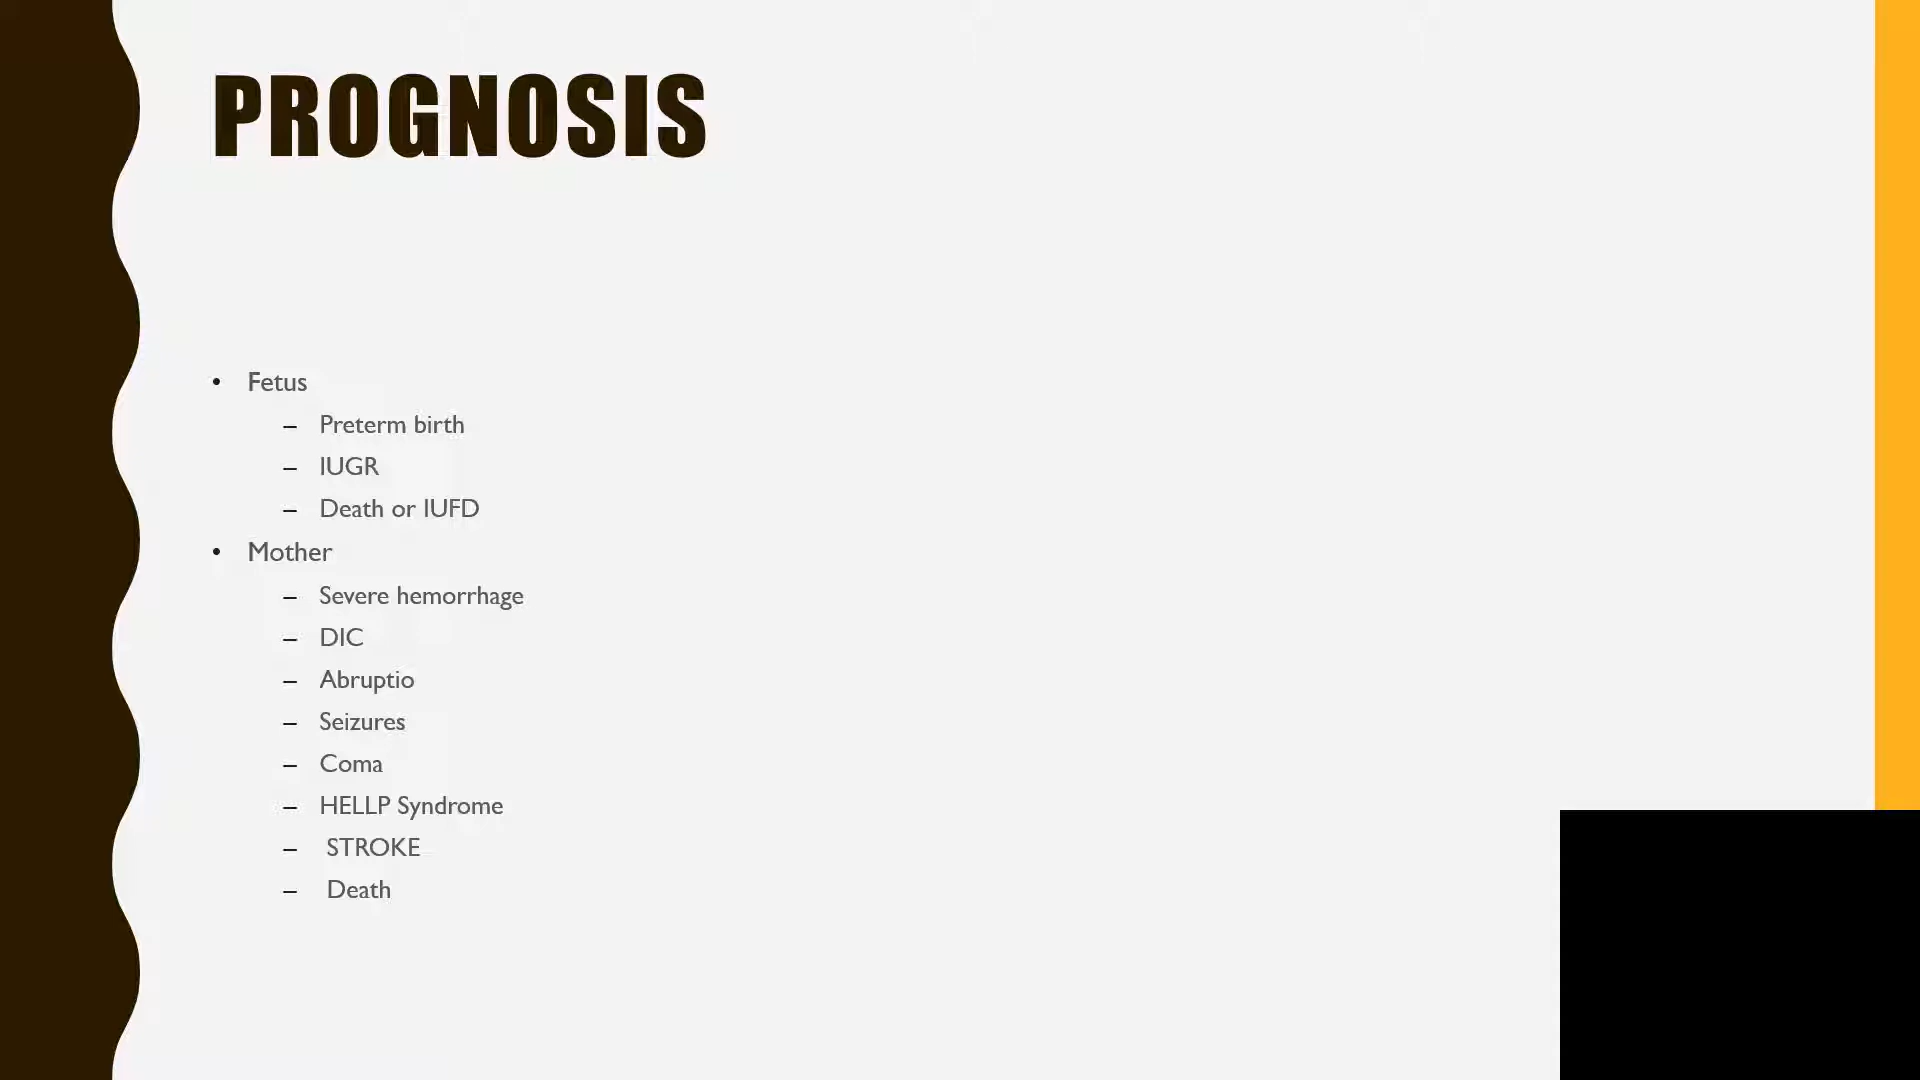 PROGNOSIS
• Fetus
– Preterm birth
– IUGR
– Death or IUFD
• Mother
– Severe hemorrhage
– DIC
– Abruptio
– Seizures
– Coma
– HELLP Syndrome
– STROKE
– Death